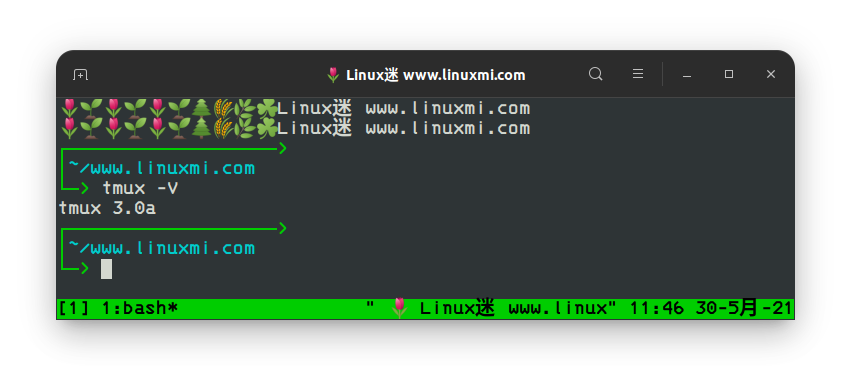 🌷 Linux迷 www.linuxmi.com
🌷🌱🌷🌱🌷🌱🌲🌾🌿☘Linux迷 www.linuxmi.com
🌷🌱🌷🌱🌷🌱🌲🌾🌿☘Linux迷 www.linuxmi.com
~/www.linuxmi.com
> tmux -V
tmux 3.0a
~/www.linuxmi.com
>
[1] 1:bash* " 🌷 Linux迷 www.linux" 11:46 30-5月-21